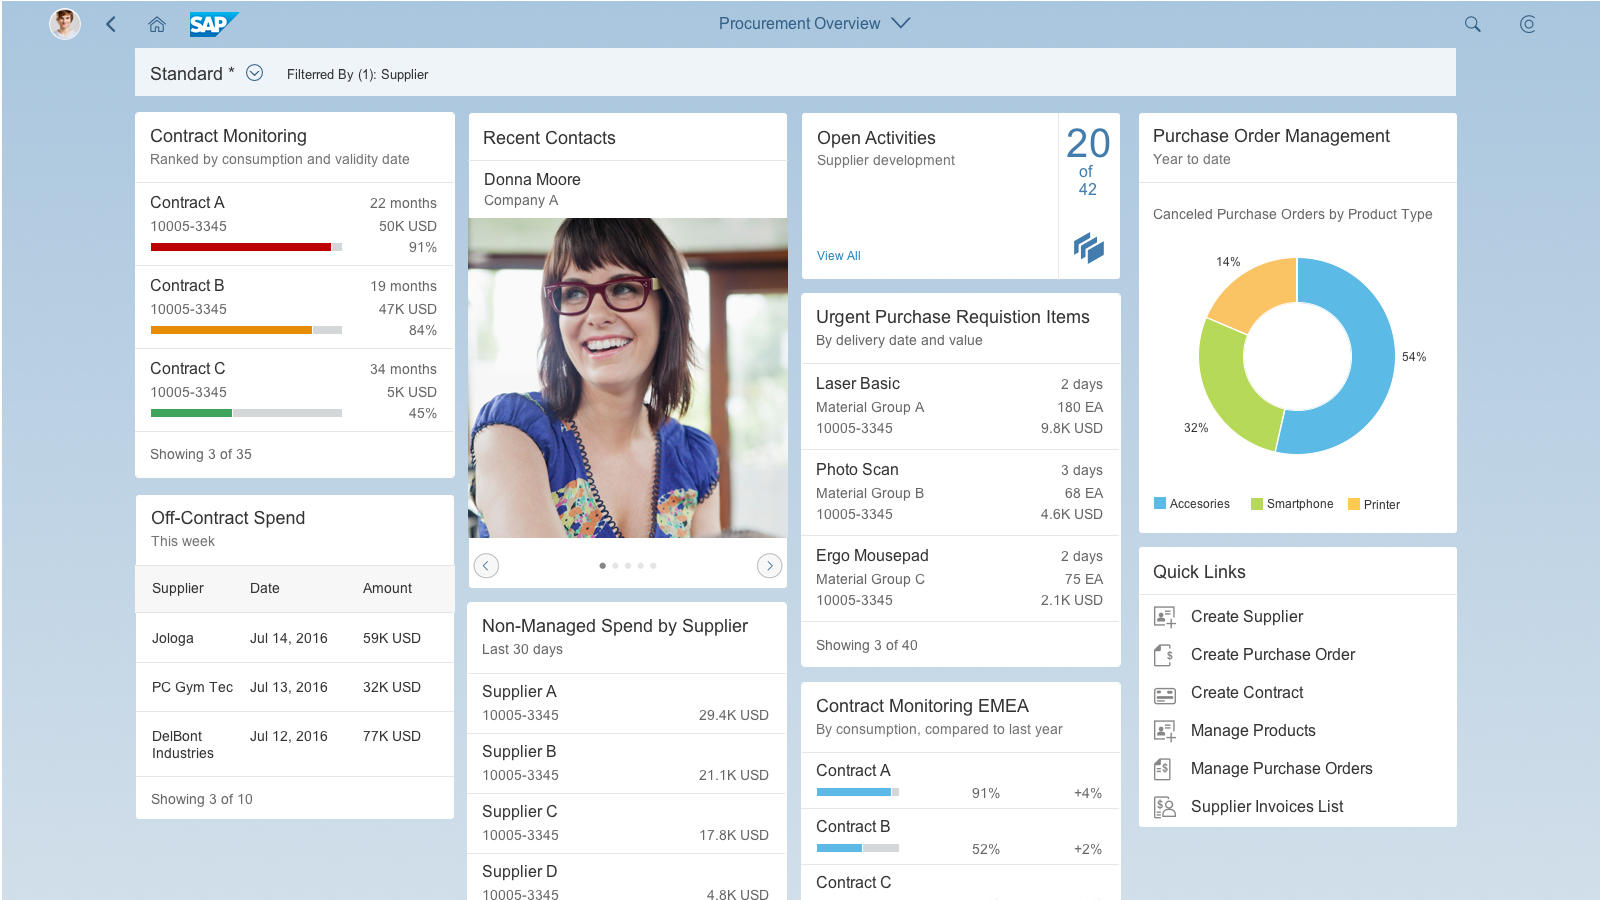 SAP
Procurement Overview
Standard *
Filterred By (1): Supplier
Contract Monitoring
Ranked by consumption and validity date
Contract A
22 months
10005-3345
50K USD
91%
Contract B
19 months
10005-3345
47K USD
84%
Contract C
34 months
10005-3345
5K USD
45%
Showing 3 of 35
Off-Contract Spend
This week
Supplier Date Amount
Jologa Jul 14, 2016 59K USD
PC Gym Tec Jul 13, 2016 32K USD
DelBont Jul 12, 2016 77K USD
Industries
Showing 3 of 10
Recent Contacts
Donna Moore
Company A
Non-Managed Spend by Supplier
Last 30 days
Supplier A
10005-3345 29.4K USD
Supplier B
10005-3345 21.1K USD
Supplier C
10005-3345 17.8K USD
Supplier D
10005-3345 4.8K USD
Open Activities
Supplier development
View All
20
of
42
Urgent Purchase Requistion Items
By delivery date and value
Laser Basic 2 days
Material Group A 180 EA
10005-3345 9.8K USD
Photo Scan 3 days
Material Group B 68 EA
10005-3345 4.6K USD
Ergo Mousepad 2 days
Material Group C 75 EA
10005-3345 2.1K USD
Showing 3 of 40
Contract Monitoring EMEA
By consumption, compared to last year
Contract A
91% +4%
Contract B
52% +2%
Contract C
Purchase Order Management
Year to date
Canceled Purchase Orders by Product Type
14%
54%
32%
Accesories Smartphone Printer
Quick Links
Create Supplier
Create Purchase Order
Create Contract
Manage Products
Manage Purchase Orders
Supplier Invoices List